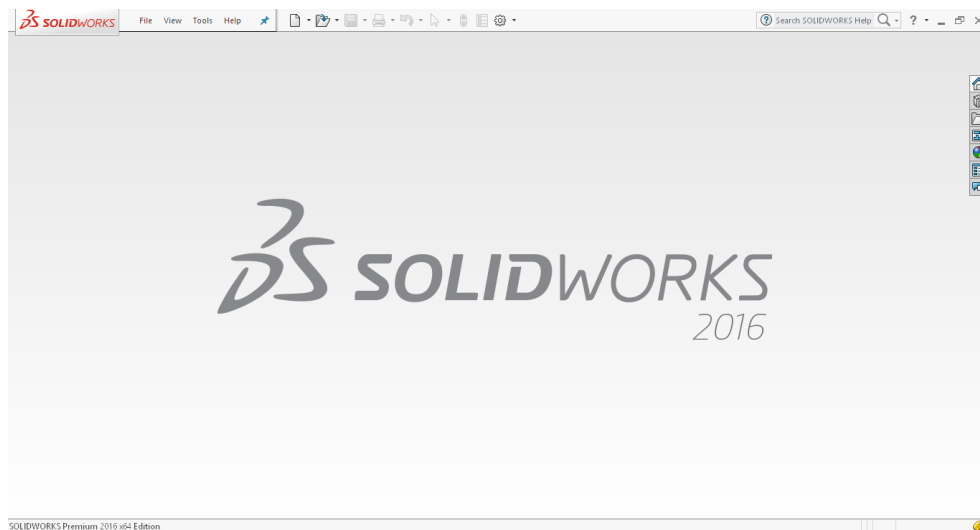 SOLIDWORKS File View Tools Help Search SOLIDWORKS Help ?
SOLIDWORKS
2016
SOLIDWORKS Premium 2016 x64 Edition